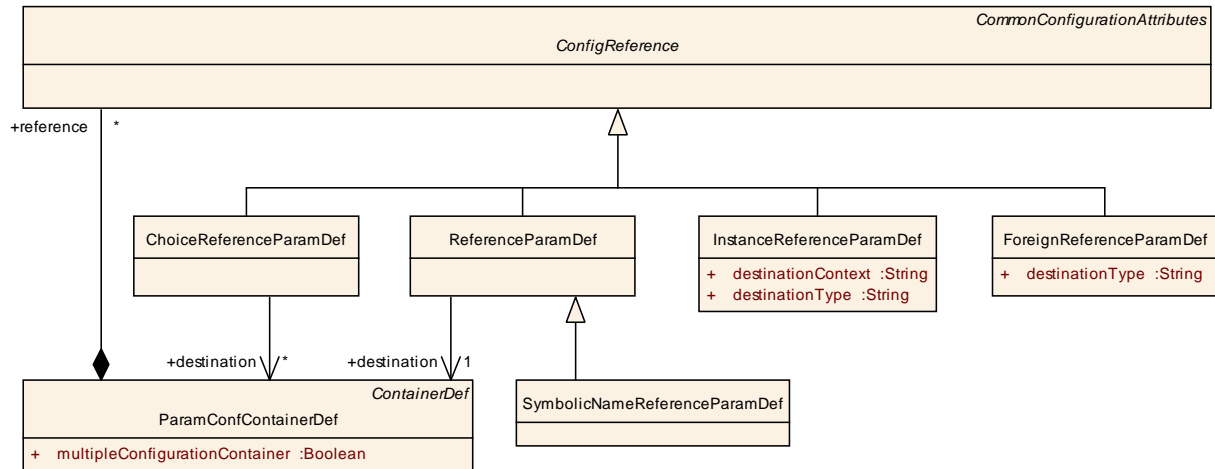 CommonConfigurationAttributes
ConfigReference
+reference *
ChoiceReferenceParamDef
ReferenceParamDef
InstanceReferenceParamDef
+ destinationContext :String
+ destinationType :String
ForeignReferenceParamDef
+ destinationType :String
+destination *
+destination 1
ContainerDef
ParamConfContainerDef
+ multipleConfigurationContainer :Boolean
SymbolicNameReferenceParamDef